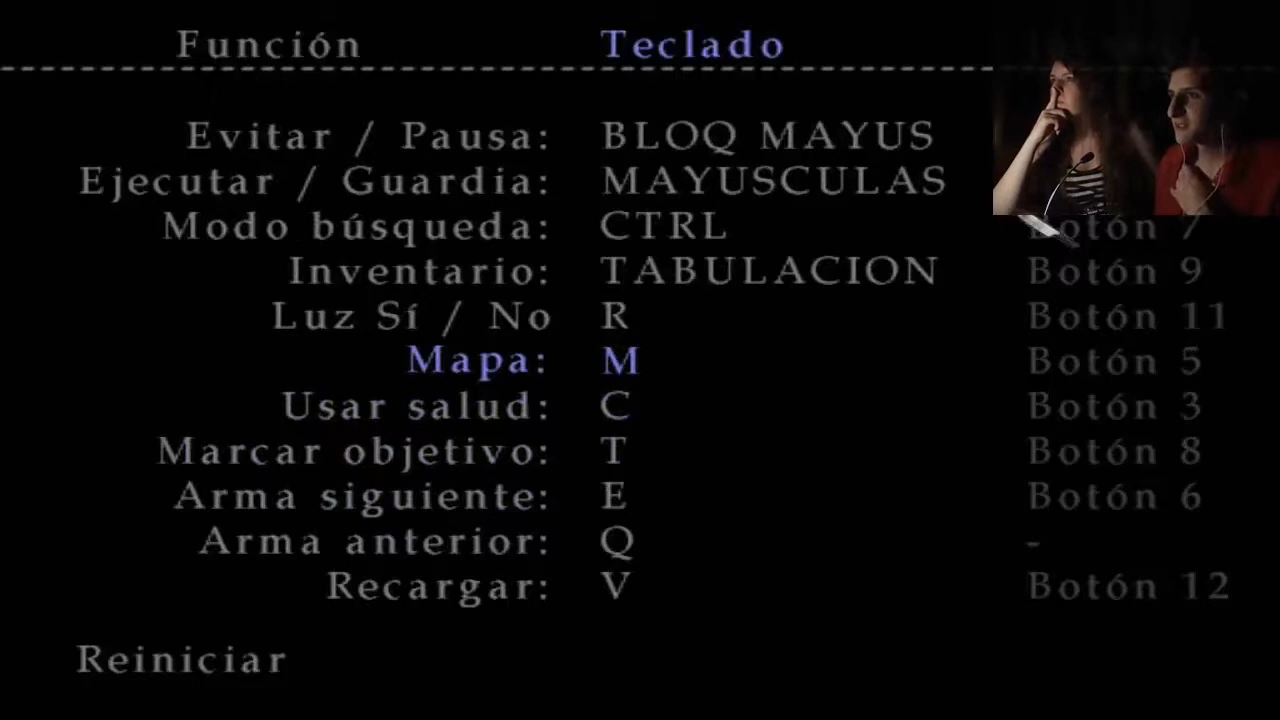 Función Teclado
Evitar / Pausa: BLOQ MAYUS
Ejecutar / Guardia: MAYUSCULAS
Modo búsqueda: CTRL Botón 7
Inventario: TABULACION Botón 9
Luz Sí / No R Botón 11
Mapa: M Botón 5
Usar salud: C Botón 3
Marcar objetivo: T Botón 8
Arma siguiente: E Botón 6
Arma anterior: Q -
Recargar: V Botón 12
Reiniciar